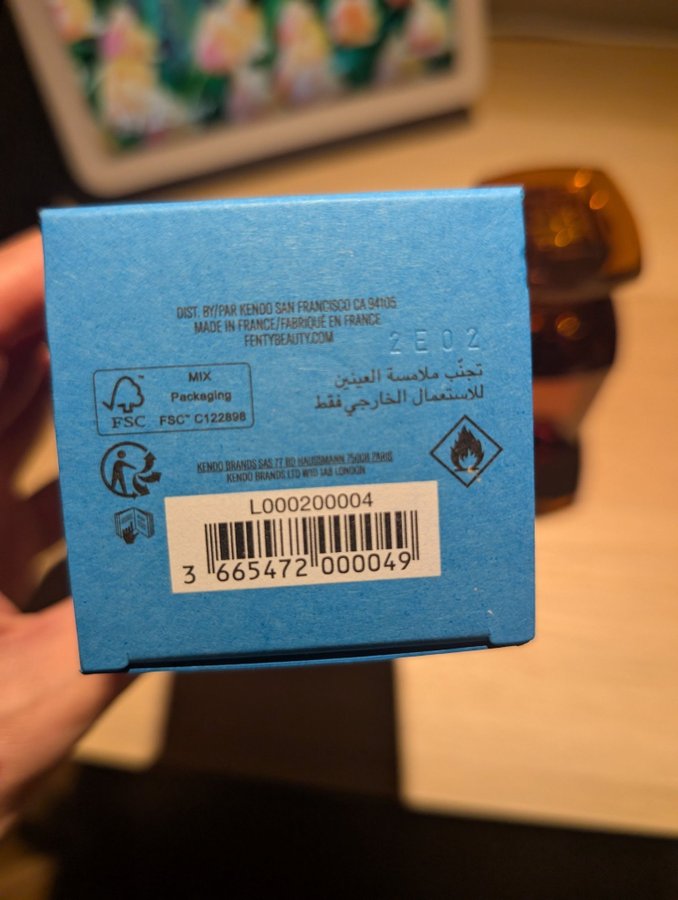 DIST. BY/PAR KENDO SAN FRANCISCO CA 94105
MADE IN FRANCE/FABRIQUÉ EN FRANCE
FENTYBEAUTY.COM
2E02
تجنّب ملامسة العينين
للاستعمال الخارجي فقط
MIX
Packaging
FSC™ C122898
FSC
KENDO BRANDS SAS 77 BD HAUSSMANN 75008 PARIS
KENDO BRANDS LTD W1D 1AB LONDON
L000200004
3 665472 000049